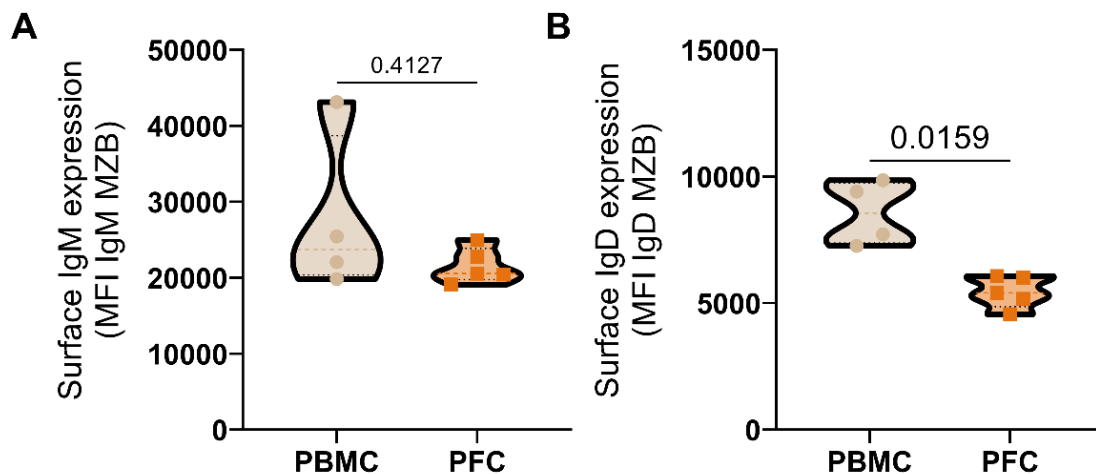 A
Surface IgM expression
(MFI IgM MZB)
50000
40000
30000
20000
10000
0
0.4127
PBMC
PFC
B
Surface IgD expression
(MFI IgD MZB)
15000
10000
5000
0
0.0159
PBMC
PFC